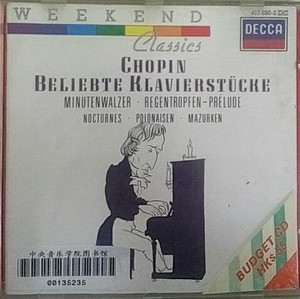 WEEKEND
Classics
DECCA
CHOPIN
BELIEBTE KLAVIERSTÜCKE
MINUTENWALZER · REGENTROPFEN-PRÉLUDE
NOCTURNES · POLONAISEN · MAZURKEN
中央音乐学院图书馆
00135235
BUDGET CD